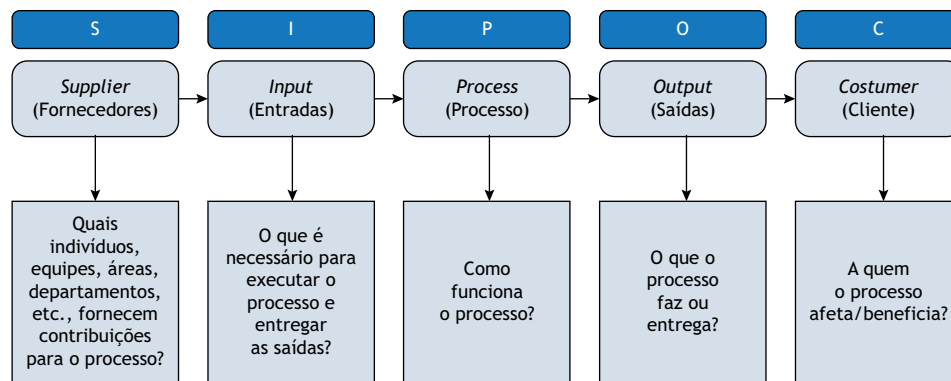 S
I
P
O
C
Supplier
(Fornecedores)
Input
(Entradas)
Process
(Processo)
Output
(Saídas)
Costumer
(Cliente)
Quais
indivíduos,
equipes, áreas,
departamentos,
etc., fornecem
contribuições
para o processo?
O que é
necessário para
executar o
processo e
entregar
as saídas?
Como
funciona
o processo?
O que o
processo
faz ou
entrega?
A quem
o processo
afeta/beneficia?